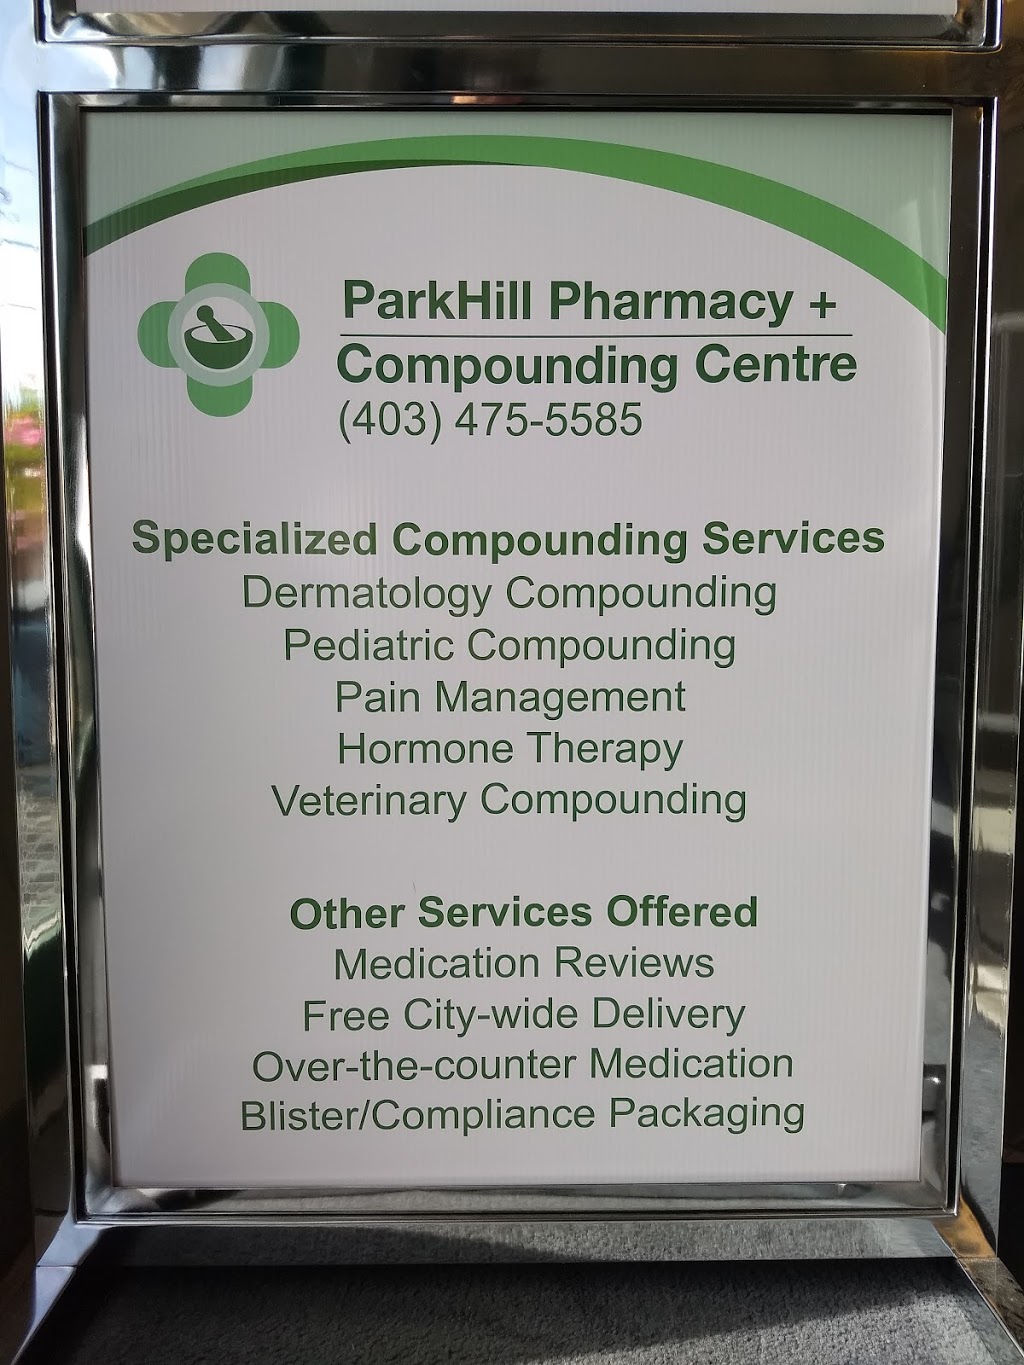 ParkHill Pharmacy +
Compounding Centre
(403) 475-5585
Specialized Compounding Services
Dermatology Compounding
Pediatric Compounding
Pain Management
Hormone Therapy
Veterinary Compounding
Other Services Offered
Medication Reviews
Free City-wide Delivery
Over-the-counter Medication
Blister/Compliance Packaging